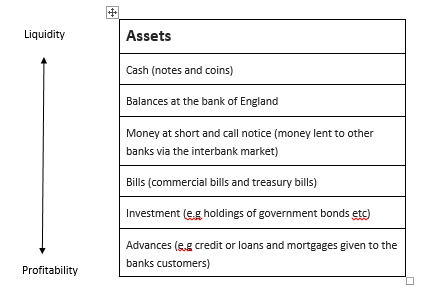 Liquidity
Assets
Cash (notes and coins)
Balances at the bank of England
Money at short and call notice (money lent to other
banks via the interbank market)
Bills (commercial bills and treasury bills)
Investment (e.g holdings of government bonds etc)
Advances (e.g credit or loans and mortgages given to the
banks customers)
Profitability